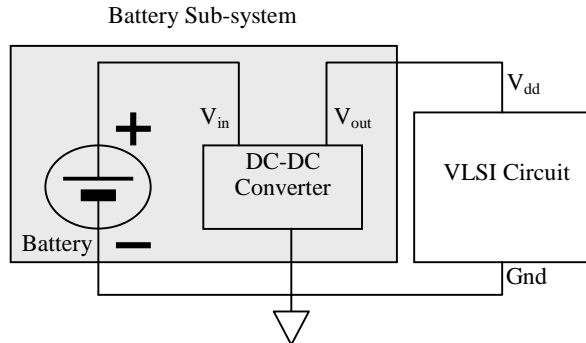 Battery Sub-system
V_in
V_out
V_dd
DC-DC
Converter
VLSI Circuit
Battery
Gnd